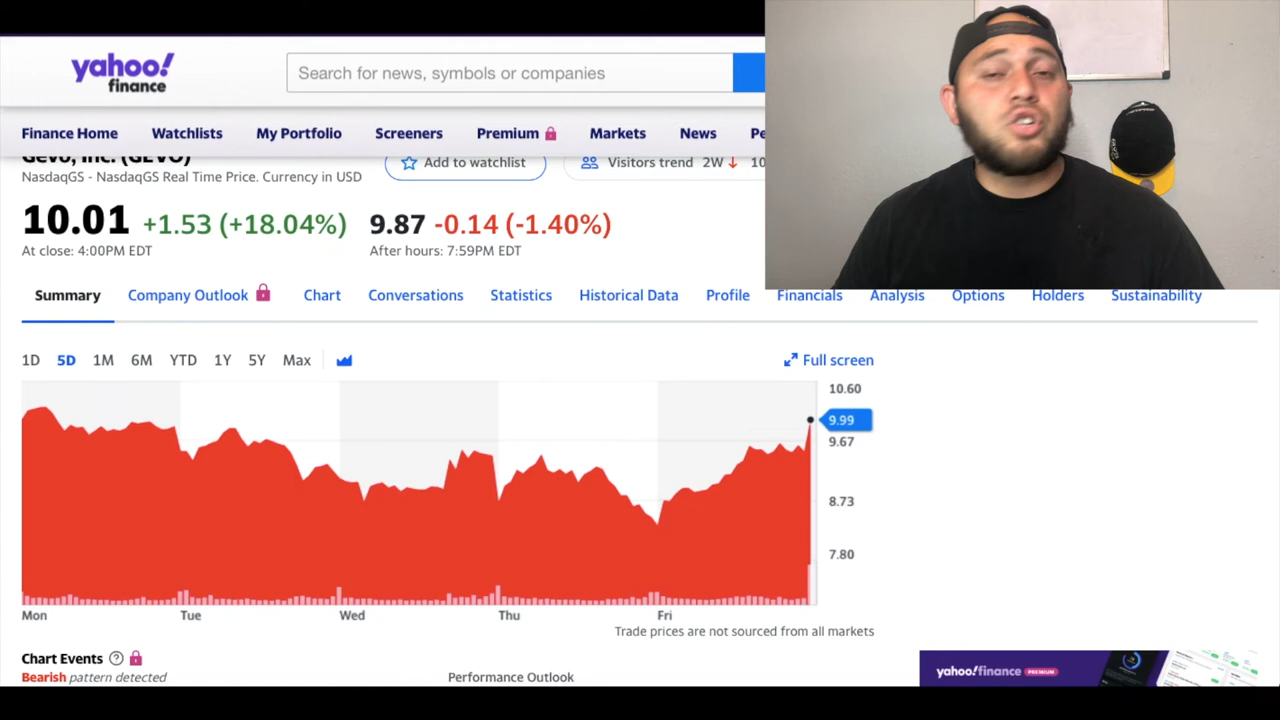 yahoo!
finance
Search for news, symbols or companies
Finance Home Watchlists My Portfolio Screeners Premium Markets News Pe
Gevo, Inc. (GEVO)
Add to watchlist Visitors trend 2W ↓ 10
NasdaqGS - NasdaqGS Real Time Price. Currency in USD
10.01 +1.53 (+18.04%) 9.87 -0.14 (-1.40%)
At close: 4:00PM EDT After hours: 7:59PM EDT
Summary Company Outlook Chart Conversations Statistics Historical Data Profile Financials Analysis Options Holders Sustainability
1D 5D 1M 6M YTD 1Y 5Y Max Full screen
10.60
9.99
9.67
8.73
7.80
Mon Tue Wed Thu Fri
Trade prices are not sourced from all markets
Chart Events
Bearish pattern detected
Performance Outlook
yahoo!finance PREMIUM